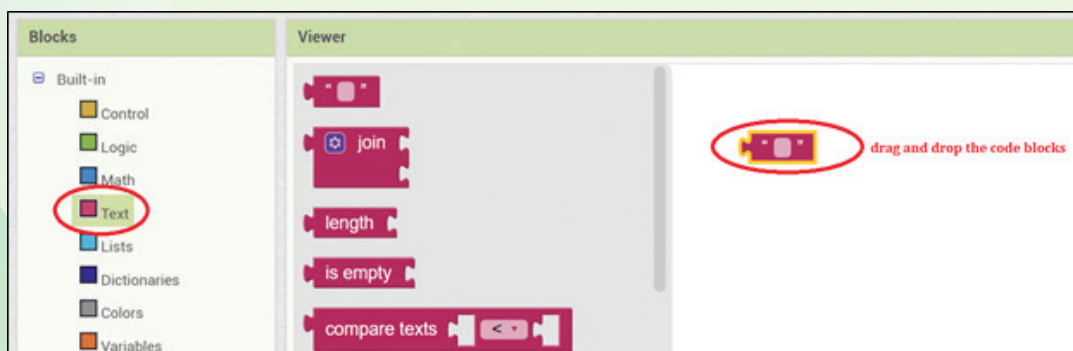 Blocks
Viewer
Built-in
Control
Logic
Math
Text
Lists
Dictionaries
Colors
Variables
" "
join
length
is empty
compare texts <
" "
drag and drop the code blocks